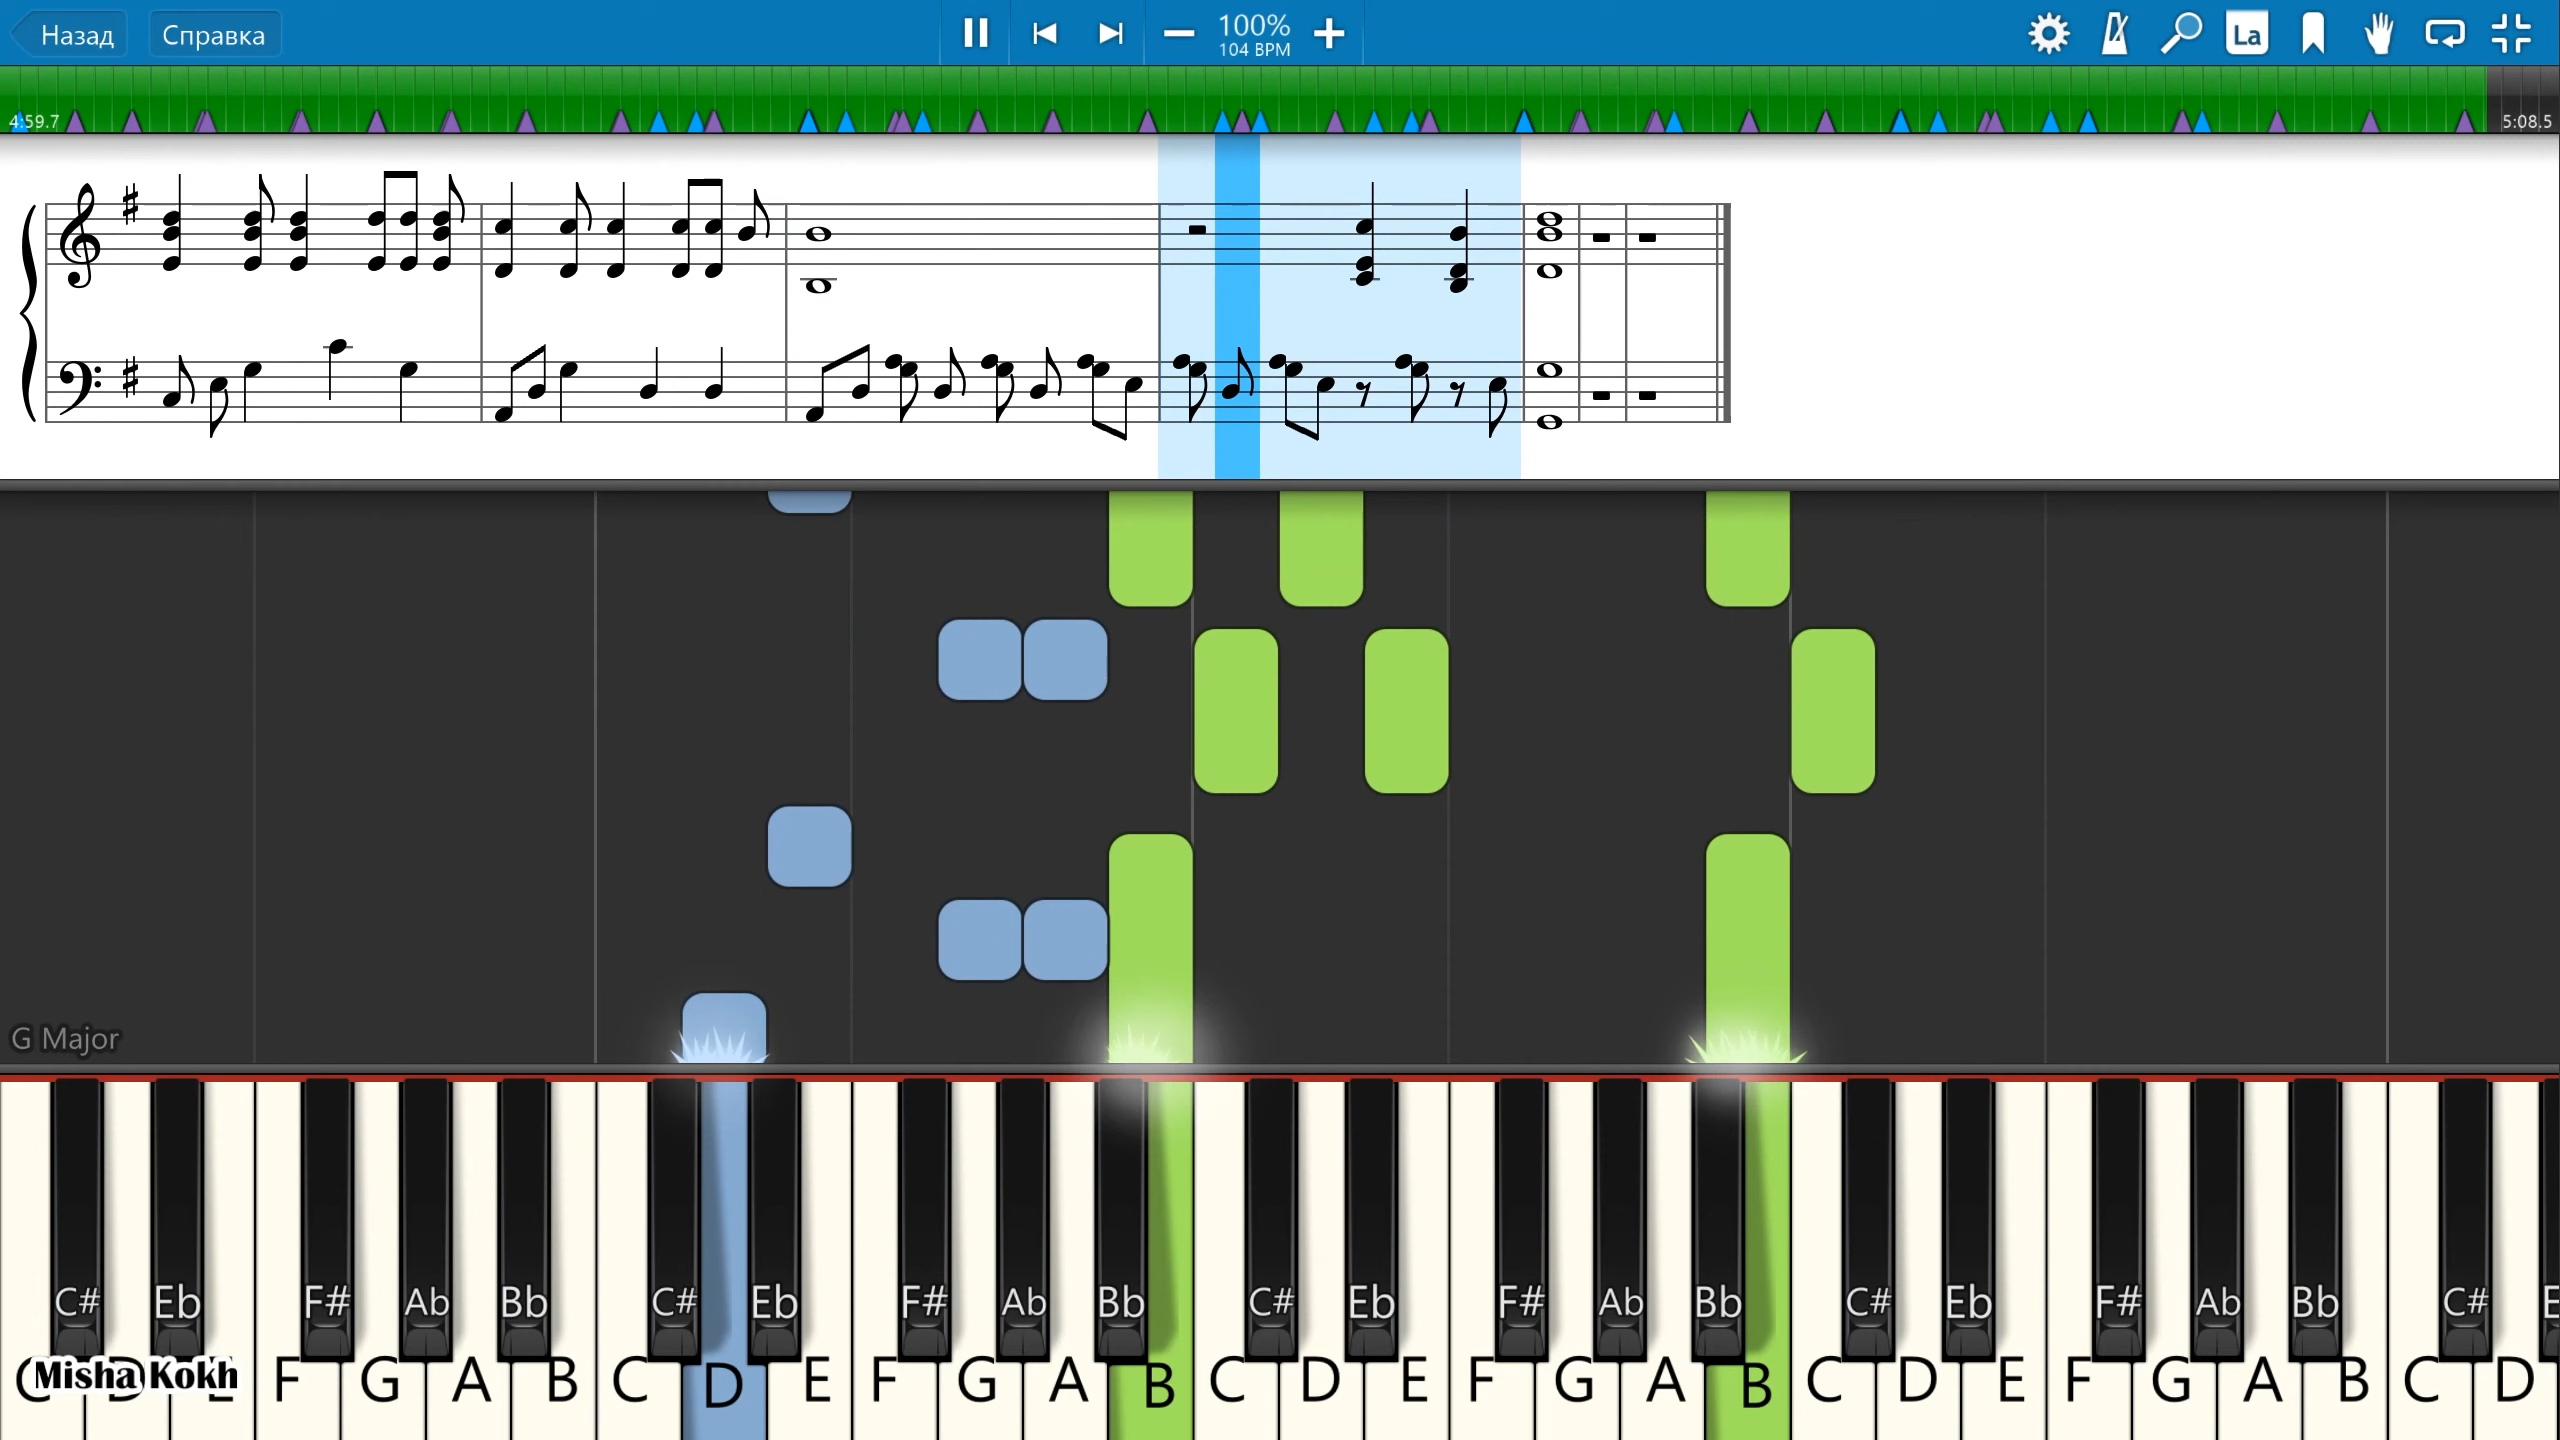 Назад Справка 100% La
104 BPM
4:59.7 5:08.5
G Major
C# Eb F# Ab Bb C# Eb F# Ab Bb C# Eb F# Ab Bb C# Eb F# Ab Bb C# E
C D E F G A B C D E F G A B C D E F G A B C D E F G A B C D
Misha Kokh